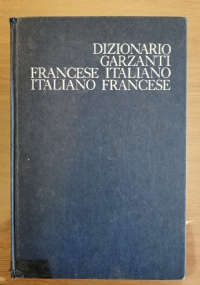 DIZIONARIO
GARZANTI
FRANCESE ITALIANO
ITALIANO FRANCESE